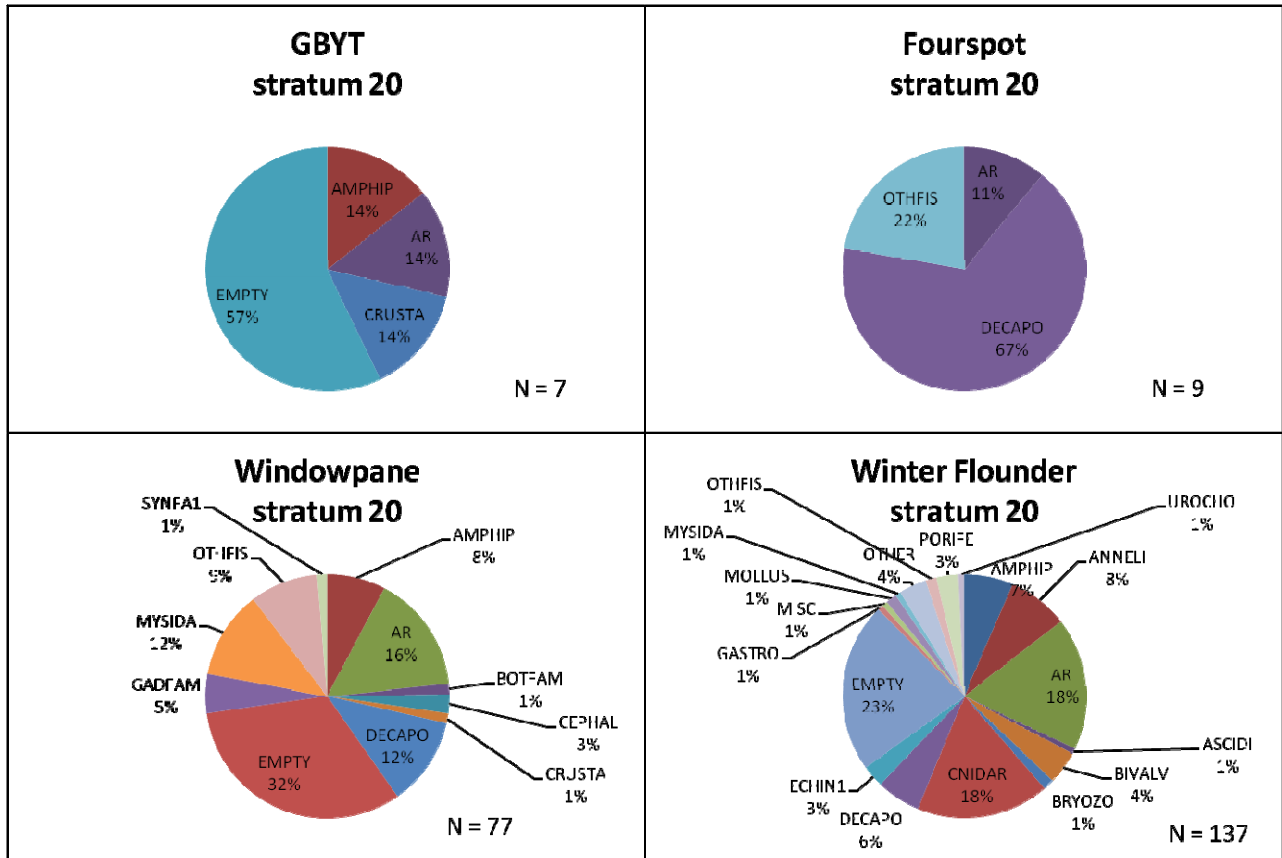 GBYT
stratum 20
AMPHIP
14%
AR
14%
CRUSTA
14%
EMPTY
57%
N = 7
Fourspot
stratum 20
AR
11%
OTHFIS
22%
DECAPO
67%
N = 9
Windowpane
stratum 20
SYNFA1
1%
AMPHIP
8%
OTHFIS
9%
MYSIDA
12%
AR
16%
GADFAM
5%
BOTFAM
1%
CEPHAL
3%
DECAPO
12%
CRUSTA
1%
EMPTY
32%
N = 77
Winter Flounder
stratum 20
OTHFIS
1%
UROCHO
1%
MYSIDA
1%
PORIFE
3%
OTHER
4%
AMPHIP
7%
ANNELI
8%
MOLLUS
1%
MISC
1%
GASTRO
1%
AR
18%
EMPTY
23%
ASCIDI
1%
BIVALV
4%
ECHIN1
3%
CNIDAR
18%
BRYOZO
1%
DECAPO
6%
N = 137